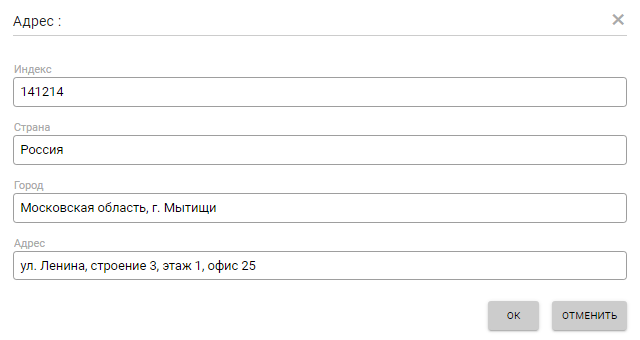 Адрес :
Индекс
141214
Страна
Россия
Город
Московская область, г. Мытищи
Адрес
ул. Ленина, строение 3, этаж 1, офис 25
ОК ОТМЕНИТЬ